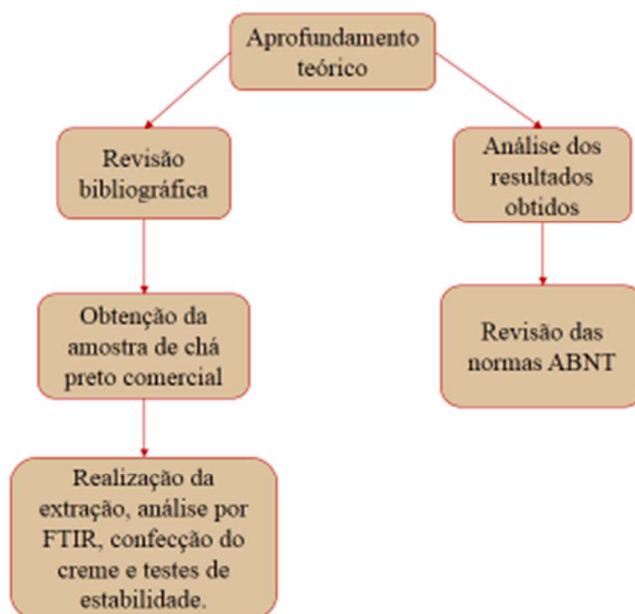 Aprofundamento
teórico
Revisão
bibliográfica
Análise dos
resultados
obtidos
Obtenção da
amostra de chá
preto comercial
Revisão das
normas ABNT
Realização da
extração, análise por
FTIR, confecção do
creme e testes de
estabilidade.